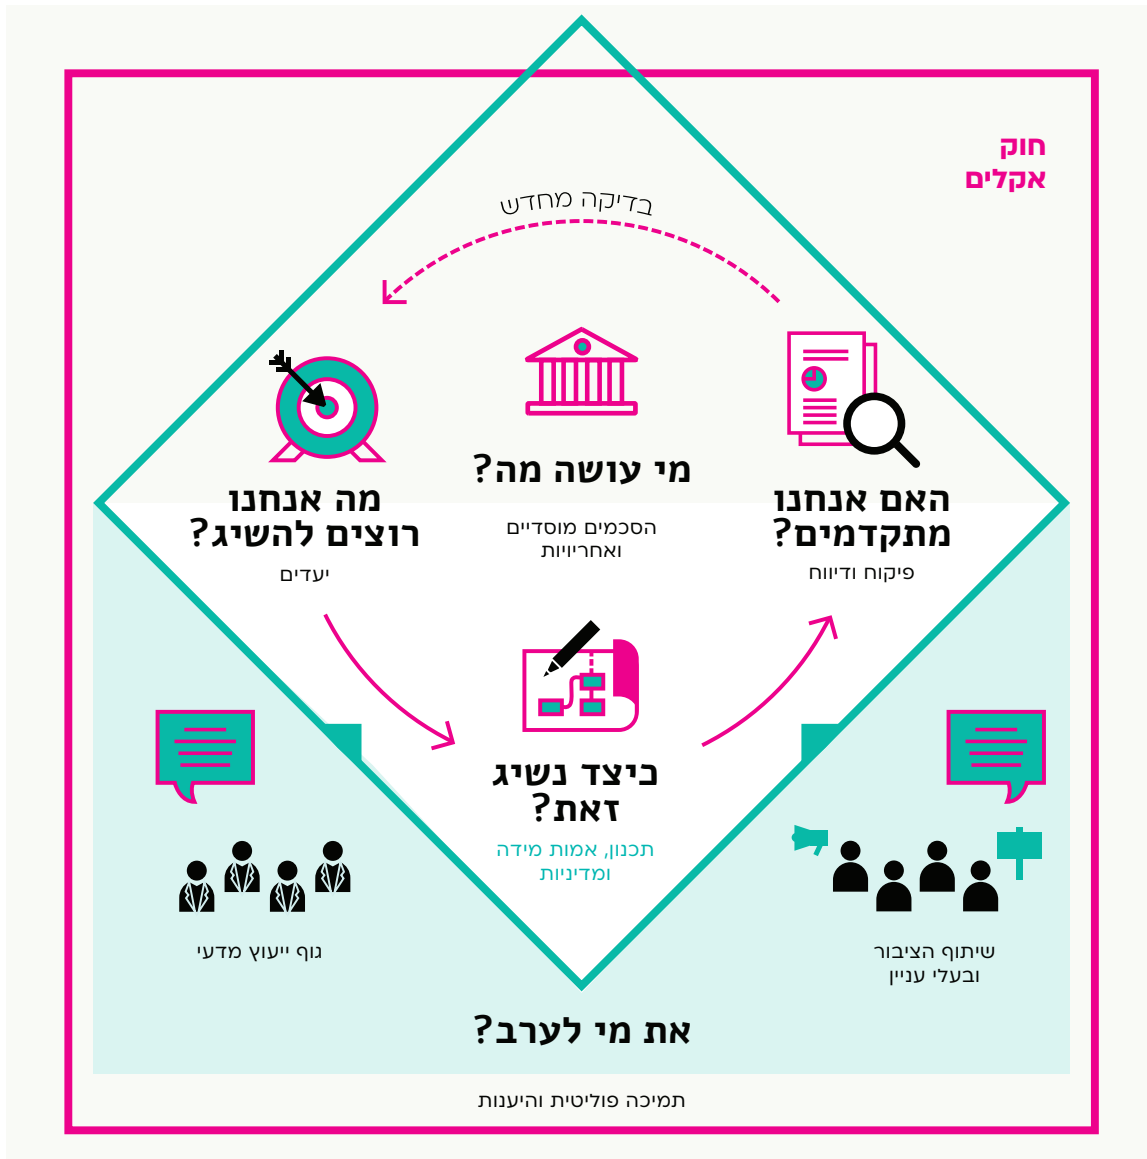 חוק
אקלים
בדיקה מחדש
מי עושה מה?
הסכמים מוסדיים
ואחריויות
האם אנחנו
מתקדמים?
פיקוח ודיווח
מה אנחנו
רוצים להשיג?
יעדים
כיצד נשיג
זאת?
תכנון, אמות מידה
ומדיניות
שיתוף הציבור
ובעלי עניין
גוף ייעוץ מדעי
את מי לערב?
תמיכה פוליטית והיענות